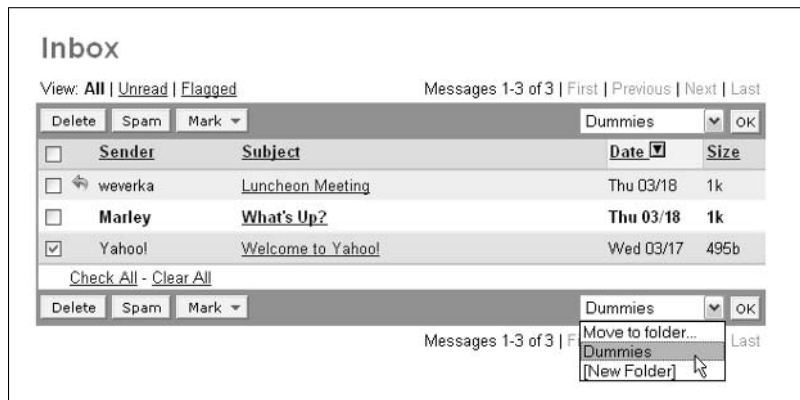 Inbox
View: All | Unread | Flagged Messages 1-3 of 3 | First | Previous | Next | Last
Delete Spam Mark Dummies OK
Sender Subject Date Size
weverka Luncheon Meeting Thu 03/18 1k
Marley What's Up? Thu 03/18 1k
Yahoo! Welcome to Yahoo! Wed 03/17 495b
Check All - Clear All
Delete Spam Mark Dummies OK
Messages 1-3 of 3 | Last
Move to folder...
Dummies
[New Folder]